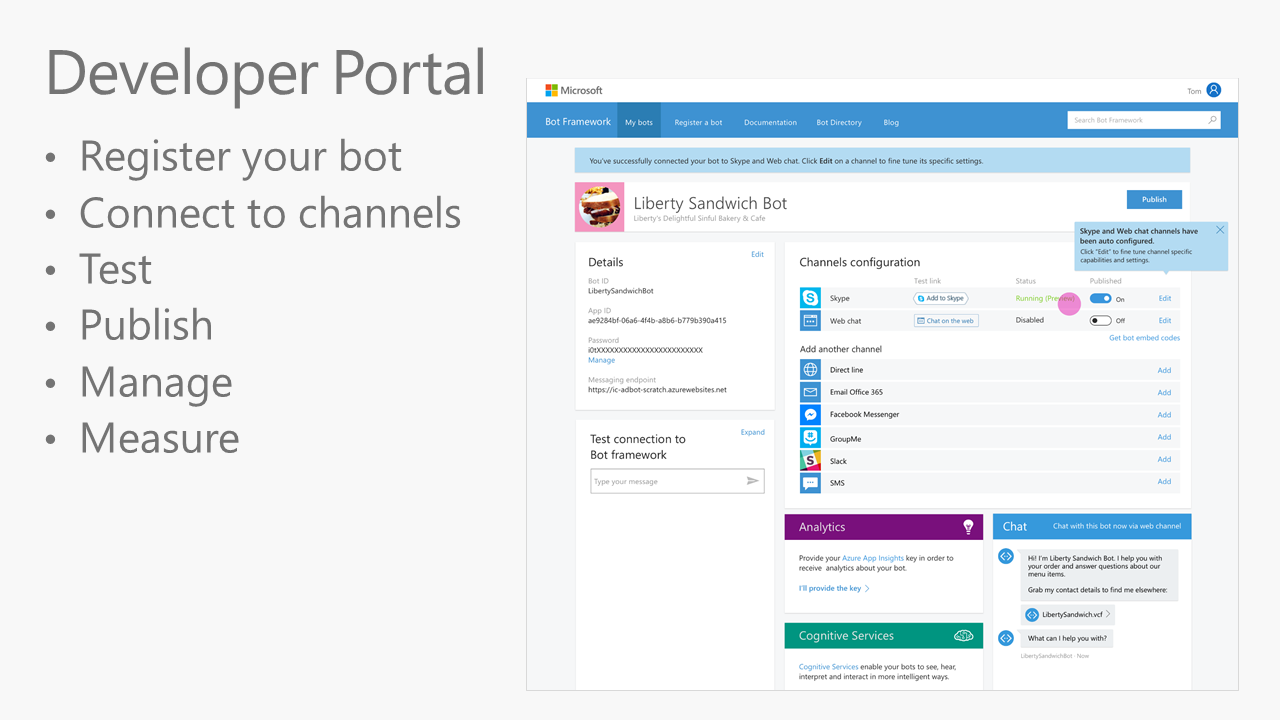 Developer Portal
• Register your bot
• Connect to channels
• Test
• Publish
• Manage
• Measure
Microsoft
Tom
Bot Framework
My bots
Register a bot
Documentation
Bot Directory
Blog
Search Bot Framework
You've successfully connected your bot to Skype and Web chat. Click Edit on a channel to fine tune its specific settings.
Liberty Sandwich Bot
Liberty's Delightful Sinful Bakery & Cafe
Publish
Skype and Web chat channels have
been auto configured.
Click "Edit" to fine tune channel specific
capabilities and settings.
Details
Edit
Bot ID
LibertySandwichBot
App ID
ae9284bf-06a6-4f4b-a8b6-b779b390a415
Password
i0tXXXXXXXXXXXXXXXXXXXXXXXX
Manage
Messaging endpoint
https://ic-adbot-scratch.azurewebsites.net
Test connection to
Bot framework
Expand
Type your message
Channels configuration
Test link
Status
Published
Skype
Add to Skype
Running (Preview)
On
Edit
Web chat
Chat on the web
Disabled
Off
Edit
Get bot embed codes
Add another channel
Direct line
Add
Email Office 365
Add
Facebook Messenger
Add
GroupMe
Add
Slack
Add
SMS
Add
Analytics
Provide your Azure App Insights key in order to
receive analytics about your bot.
I'll provide the key
Cognitive Services
Cognitive Services enable your bots to see, hear,
interpret and interact in more intelligent ways.
Chat
Chat with this bot now via web channel
Hi! I'm Liberty Sandwich Bot. I help you with
your order and answer questions about our
menu items.
Grab my contact details to find me elsewhere:
LibertySandwich.vcf
What can I help you with?
LibertySandwichBot - Now